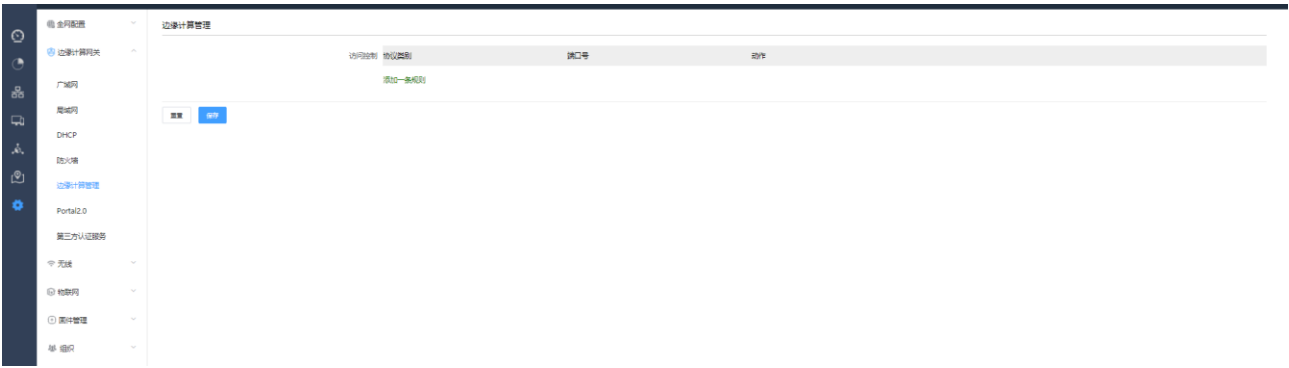 全网配置
边缘计算网关
广域网
局域网
DHCP
防火墙
边缘计算管理
Portal2.0
第三方认证服务
无线
物联网
固件管理
组织
边缘计算管理
访问控制 协议类别 端口号 动作
添加一条规则
重置 保存